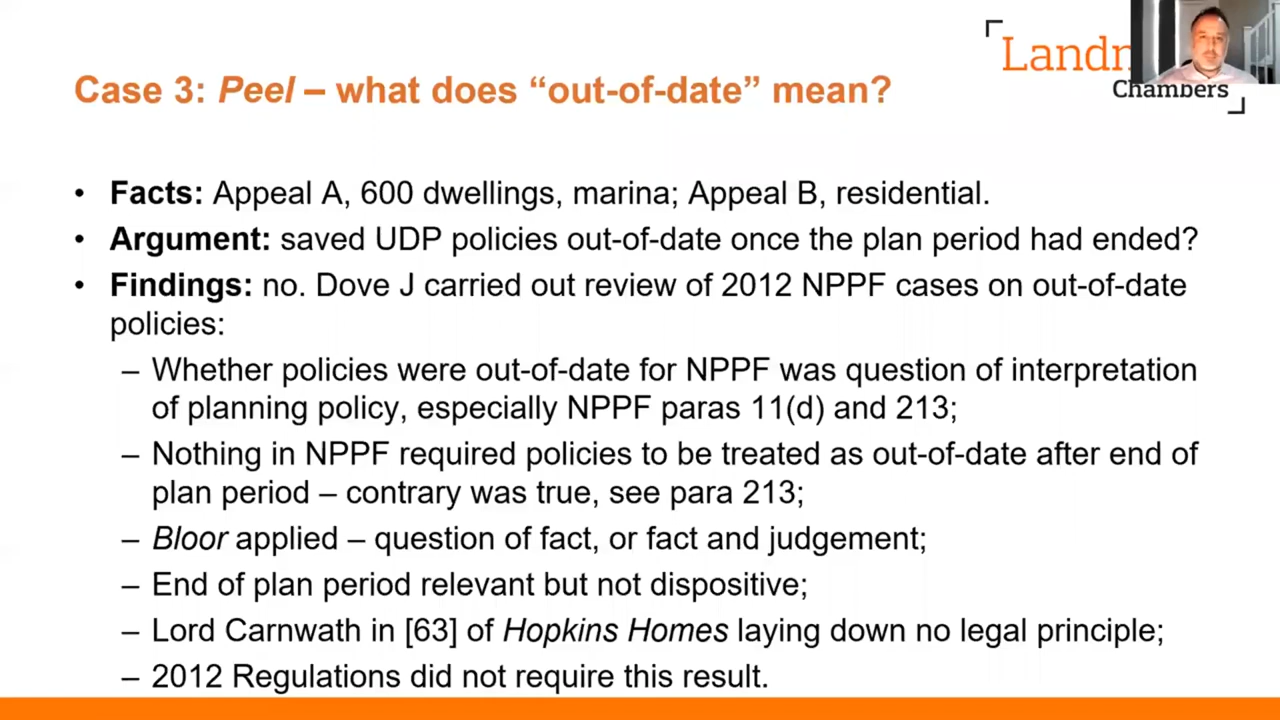 Landm
Chambers
Case 3: Peel – what does “out-of-date” mean?
• Facts: Appeal A, 600 dwellings, marina; Appeal B, residential.
• Argument: saved UDP policies out-of-date once the plan period had ended?
• Findings: no. Dove J carried out review of 2012 NPPF cases on out-of-date
policies:
– Whether policies were out-of-date for NPPF was question of interpretation
of planning policy, especially NPPF paras 11(d) and 213;
– Nothing in NPPF required policies to be treated as out-of-date after end of
plan period – contrary was true, see para 213;
– Bloor applied – question of fact, or fact and judgement;
– End of plan period relevant but not dispositive;
– Lord Carnwath in [63] of Hopkins Homes laying down no legal principle;
– 2012 Regulations did not require this result.